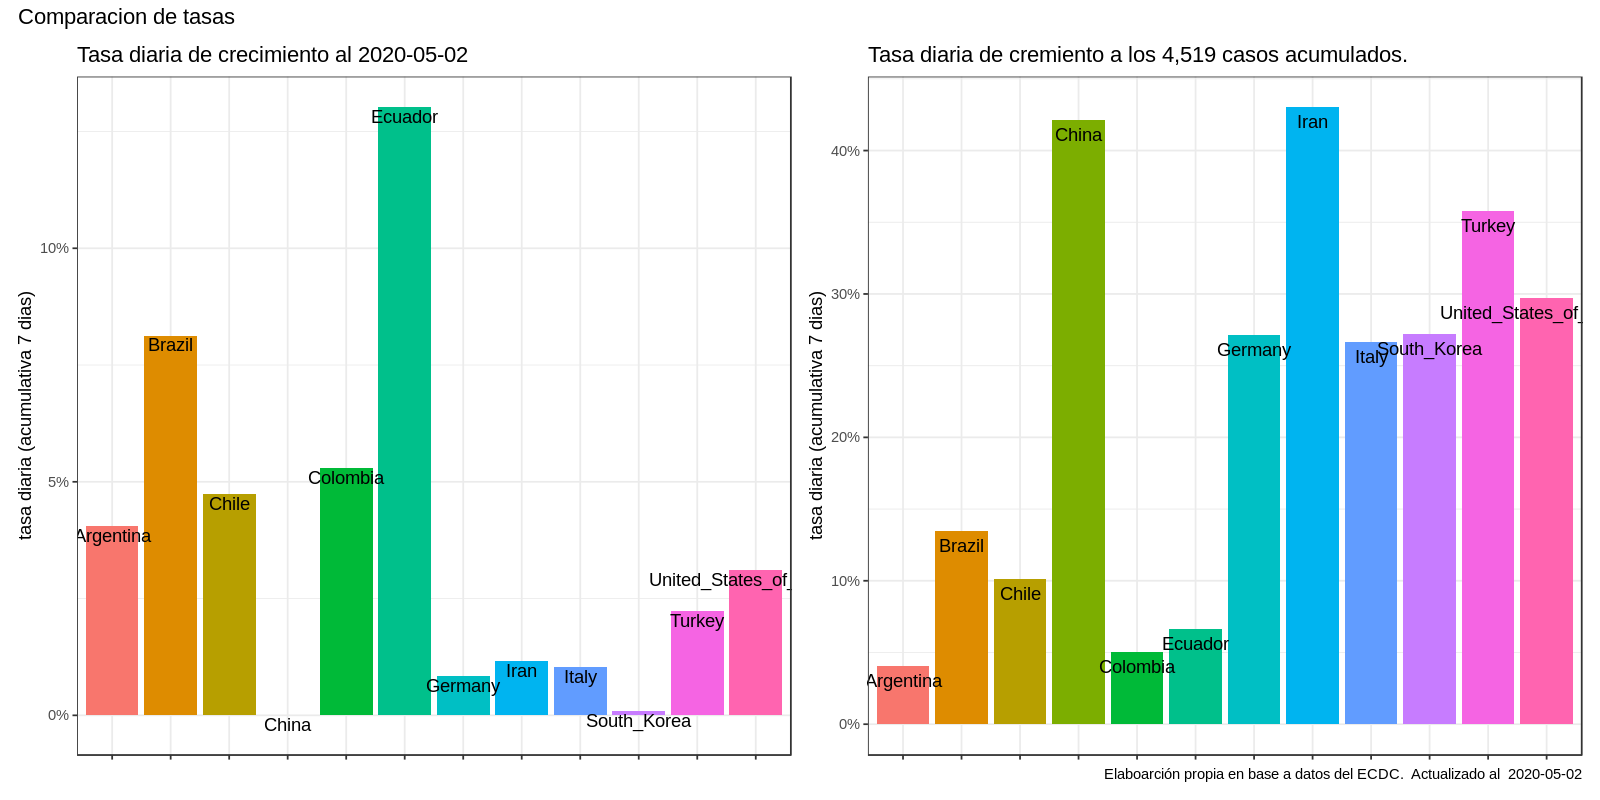 Comparacion de tasas
Tasa diaria de crecimiento al 2020-05-02
tasa diaria (acumulativa 7 dias)
10%
5%
0%
Argentina
Brazil
Chile
China
Colombia
Ecuador
Germany
Iran
Italy
South_Korea
Turkey
United_States_of_
Tasa diaria de cremiento a los 4,519 casos acumulados.
tasa diaria (acumulativa 7 dias)
40%
30%
20%
10%
0%
Argentina
Brazil
Chile
China
Colombia
Ecuador
Germany
Iran
Italy
South_Korea
Turkey
United_States_of_
Elaboarción propia en base a datos del ECDC.  Actualizado al  2020-05-02